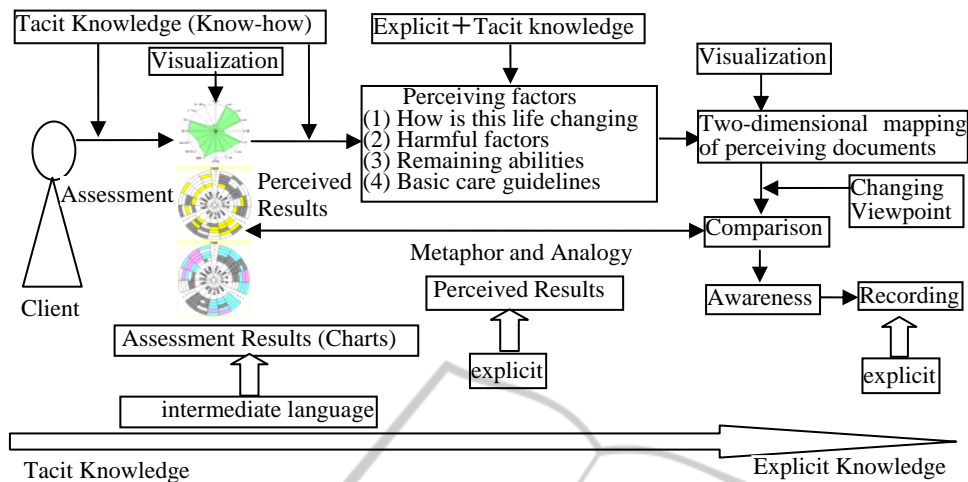 Tacit Knowledge (Know-how)
Explicit＋Tacit knowledge
Visualization
Visualization
Perceiving factors
(1) How is this life changing
(2) Harmful factors
(3) Remaining abilities
(4) Basic care guidelines
Two-dimensional mapping
of perceiving documents
Assessment
Perceived
Results
Changing
Viewpoint
Comparison
Metaphor and Analogy
Client
Perceived Results
Awareness
Recording
Assessment Results (Charts)
explicit
explicit
intermediate language
Tacit Knowledge
Explicit Knowledge